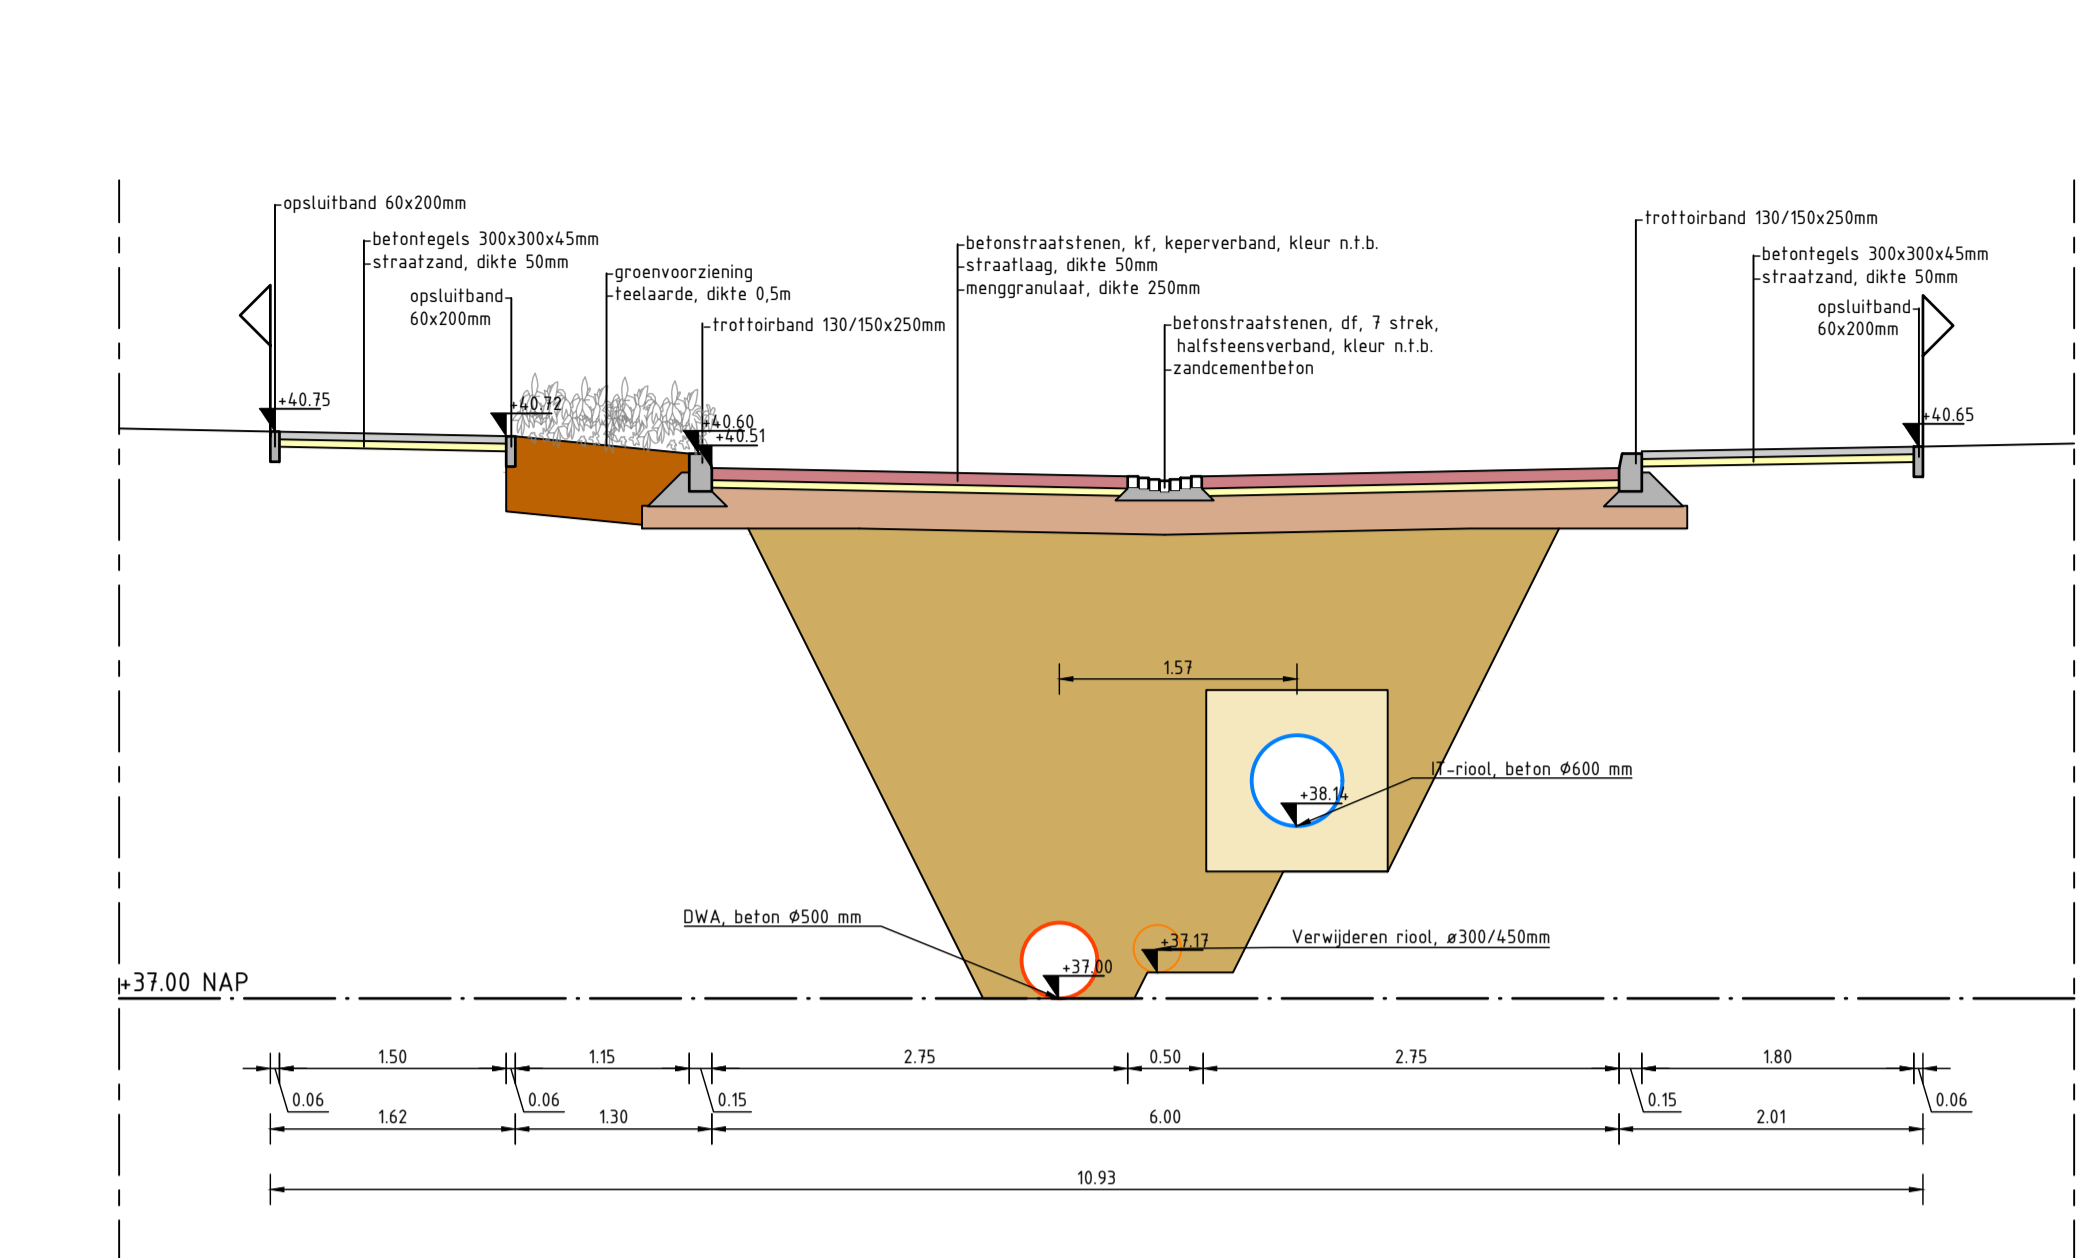 opsluitband 60x200mm
betontegels 300x300x45mm
straatzand, dikte 50mm
opsluitband
60x200mm
groenvoorziening
teelaarde, dikte 0,5m
trottoirband 130/150x250mm
betonstraatstenen, kf, keperverband, kleur n.t.b.
straatlaag, dikte 50mm
menggranulaat, dikte 250mm
betonstraatstenen, df, 7 strek,
halfsteensverband, kleur n.t.b.
zandcementbeton
trottoirband 130/150x250mm
betontegels 300x300x45mm
straatzand, dikte 50mm
opsluitband
60x200mm
+40.75
+40.72
+40.60
+40.51
+40.65
1.57
IT-riool, beton Ø600 mm
+38.14
DWA, beton Ø500 mm
+37.00
+37.17
Verwijderen riool, ø300/450mm
+37.00 NAP
1.50
1.15
2.75
0.50
2.75
1.80
0.06
0.06
0.15
0.15
0.06
1.62
1.30
6.00
2.01
10.93